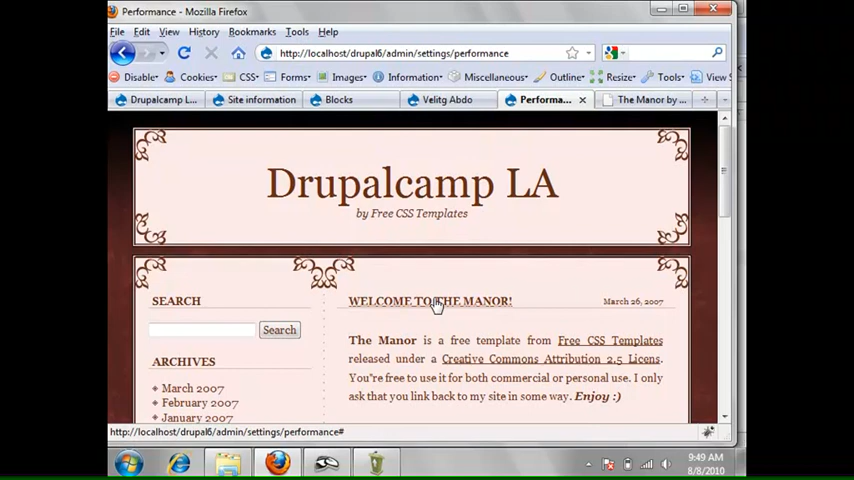 Performance - Mozilla Firefox
File Edit View History Bookmarks Tools Help
http://localhost/drupal6/admin/settings/performance
Disable Cookies CSS Forms Images Information Miscellaneous Outline Resize Tools View S
Drupalcamp L... Site information Blocks Velitg Abdo Performa... The Manor by ...
Drupalcamp LA
by Free CSS Templates
SEARCH
Search
ARCHIVES
March 2007
February 2007
January 2007
WELCOME TO THE MANOR!
March 26, 2007
The Manor is a free template from Free CSS Templates
released under a Creative Commons Attribution 2.5 Licens.
You"re free to use it for both commercial or personal use. I only
ask that you link back to my site in some way. Enjoy :)
http://localhost/drupal6/admin/settings/performance#
9:49 AM
8/8/2010